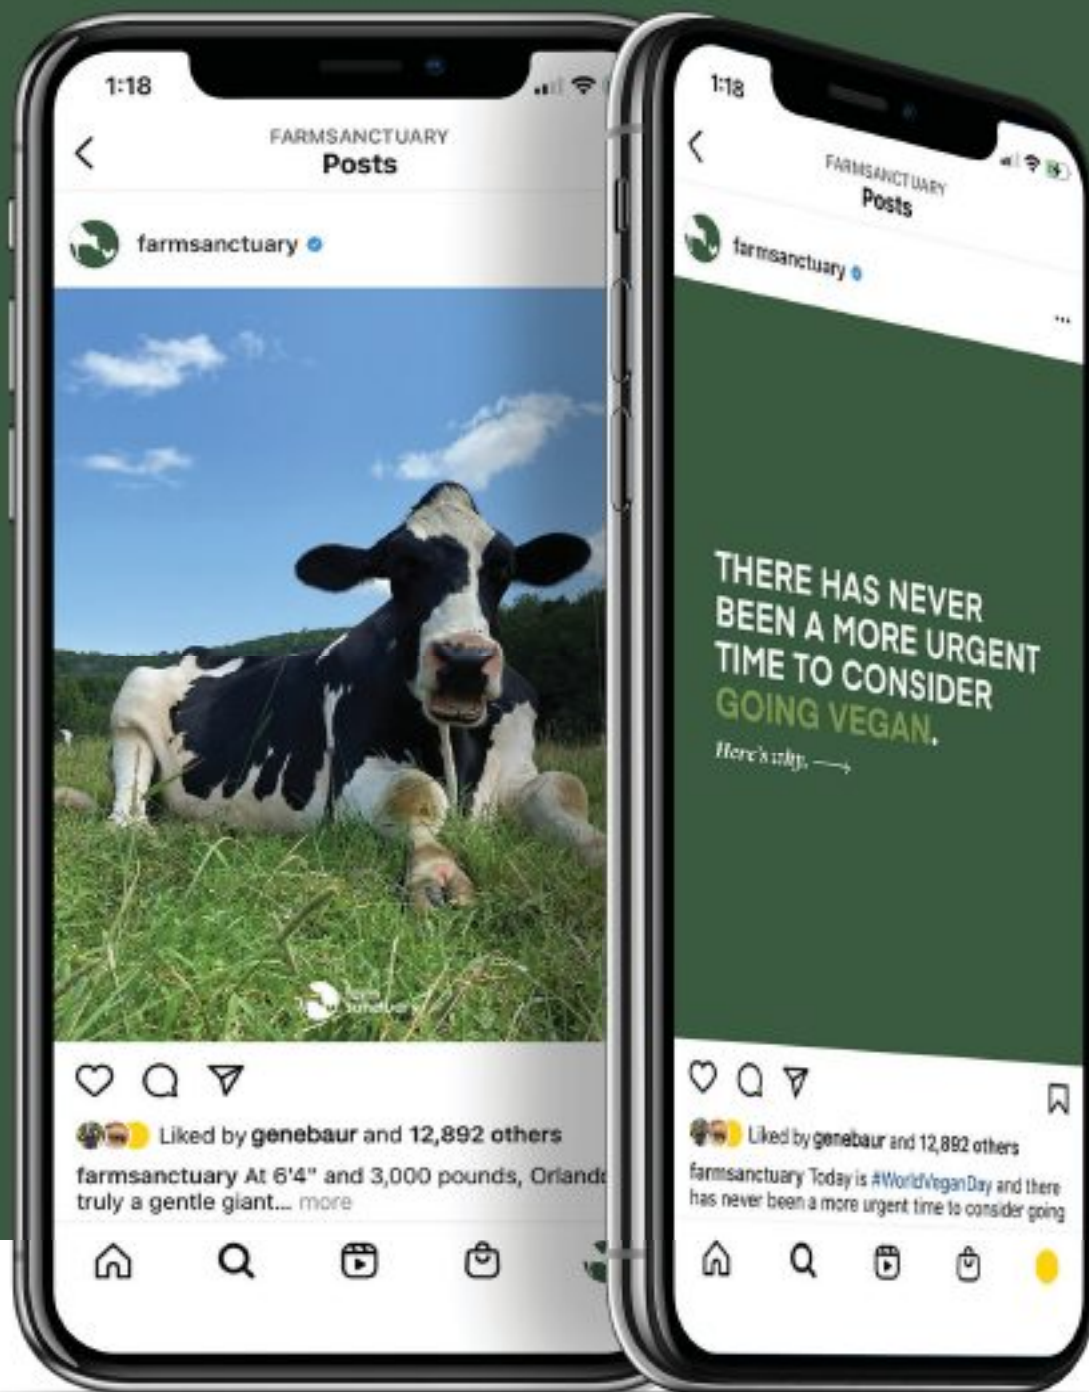 1:18
FARMSANCTUARY
Posts
farmsanctuary
farm
sanctuary
Liked by genebaur and 12,892 others
farmsanctuary At 6'4" and 3,000 pounds, Orlando
truly a gentle giant... more
1:18
FARMSANCTUARY
Posts
farmsanctuary
THERE HAS NEVER
BEEN A MORE URGENT
TIME TO CONSIDER
GOING VEGAN.
Here's why.
Liked by genebaur and 12,892 others
farmsanctuary Today is #WorldVeganDay and there
has never been a more urgent time to consider going